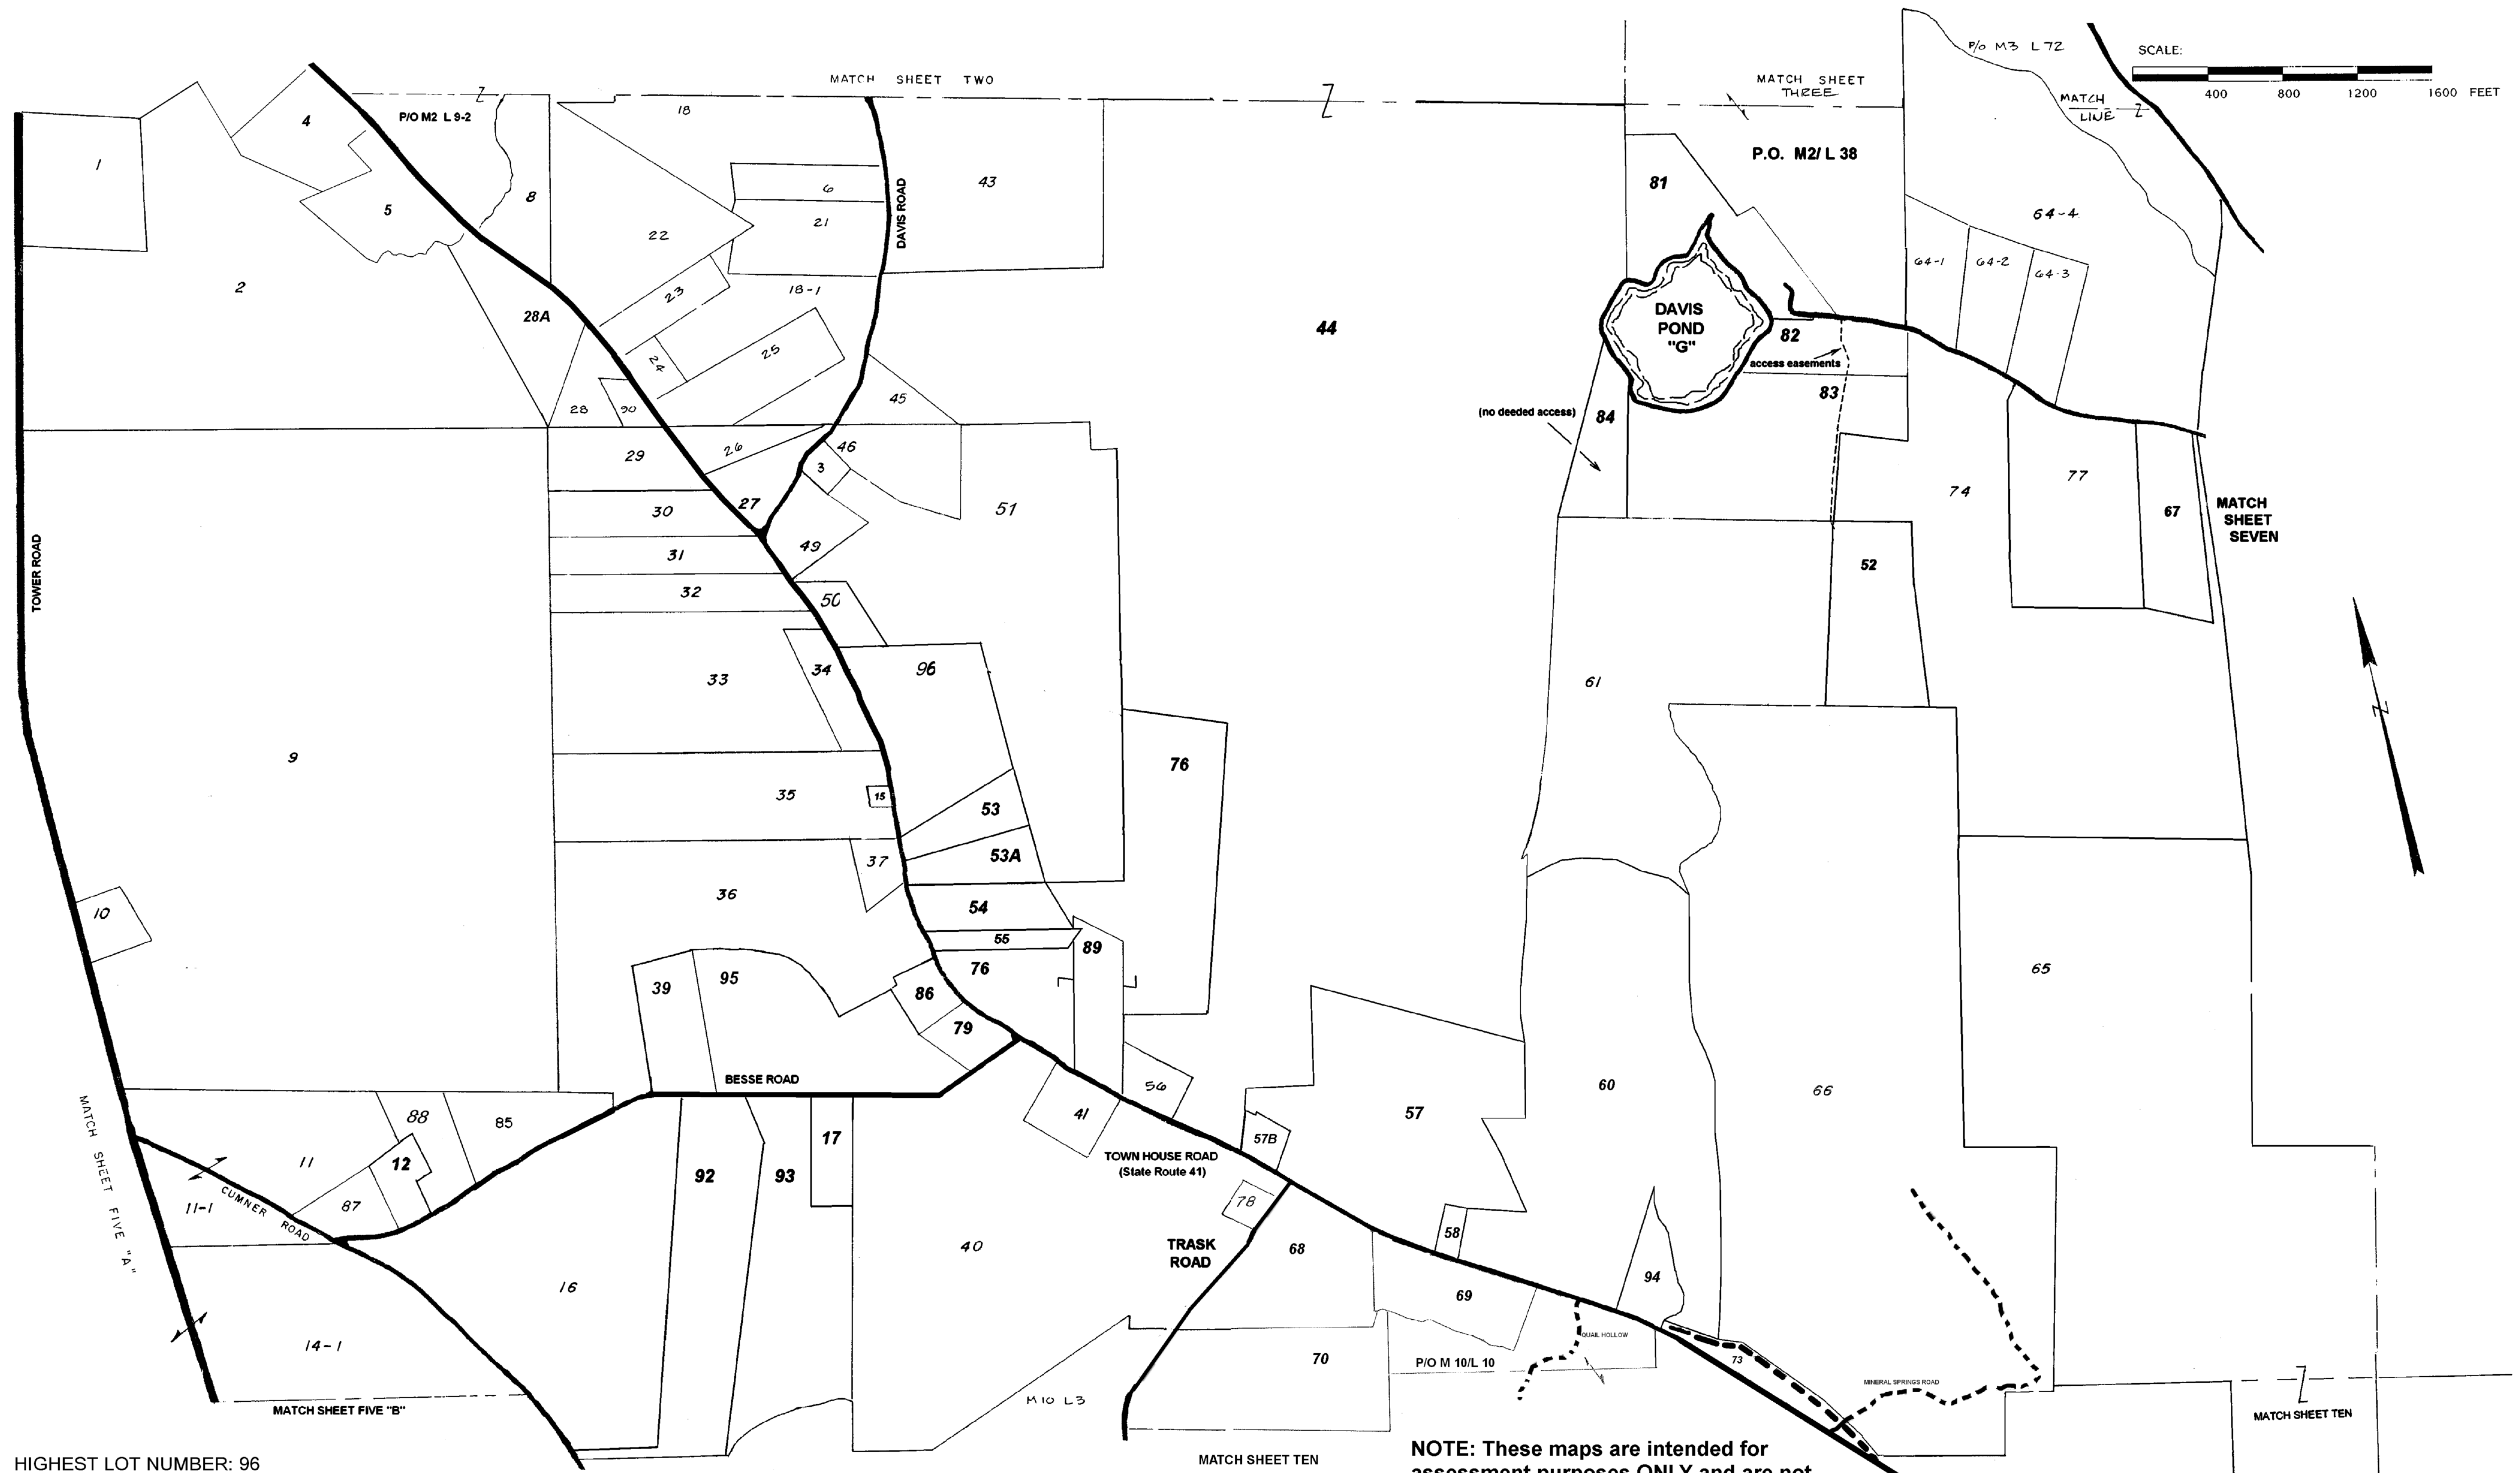 P/o M3 L 72
SCALE:
MATCH SHEET TWO
MATCH SHEET
THREE
400 800 1200 1600 FEET
MATCH
LINE
P/O M2 L 9-2
18
4
P.O. M2/ L 38
1
43
81
6
8
5
21
DAVIS ROAD
64-4
22
2
64-1
64-2
64-3
18-1
23
DAVIS
POND
"G"
28A
44
82
25
24
access easements
83
45
28
90
(no deeded access)
84
26
46
29
3
74
77
27
51
67
MATCH
SHEET
SEVEN
30
49
31
TOWER ROAD
52
32
50
34
96
33
61
9
76
35
15
53
53A
37
36
10
54
55
89
76
65
95
39
86
79
BESSE ROAD
56
60
66
41
57
88
85
MATCH SHEET FIVE "A"
17
57B
11
12
TOWN HOUSE ROAD
(State Route 41)
92
93
11-1
CUMNER ROAD
87
78
58
40
TRASK
ROAD
68
94
16
69
QUAIL HOLLOW
14-1
70
P/O M 10/L 10
73
MINERAL SPRINGS ROAD
M10 L3
MATCH SHEET FIVE "B"
MATCH SHEET TEN
NOTE: These maps are intended for
assessment purposes ONLY and are not
MATCH SHEET TEN
HIGHEST LOT NUMBER: 96